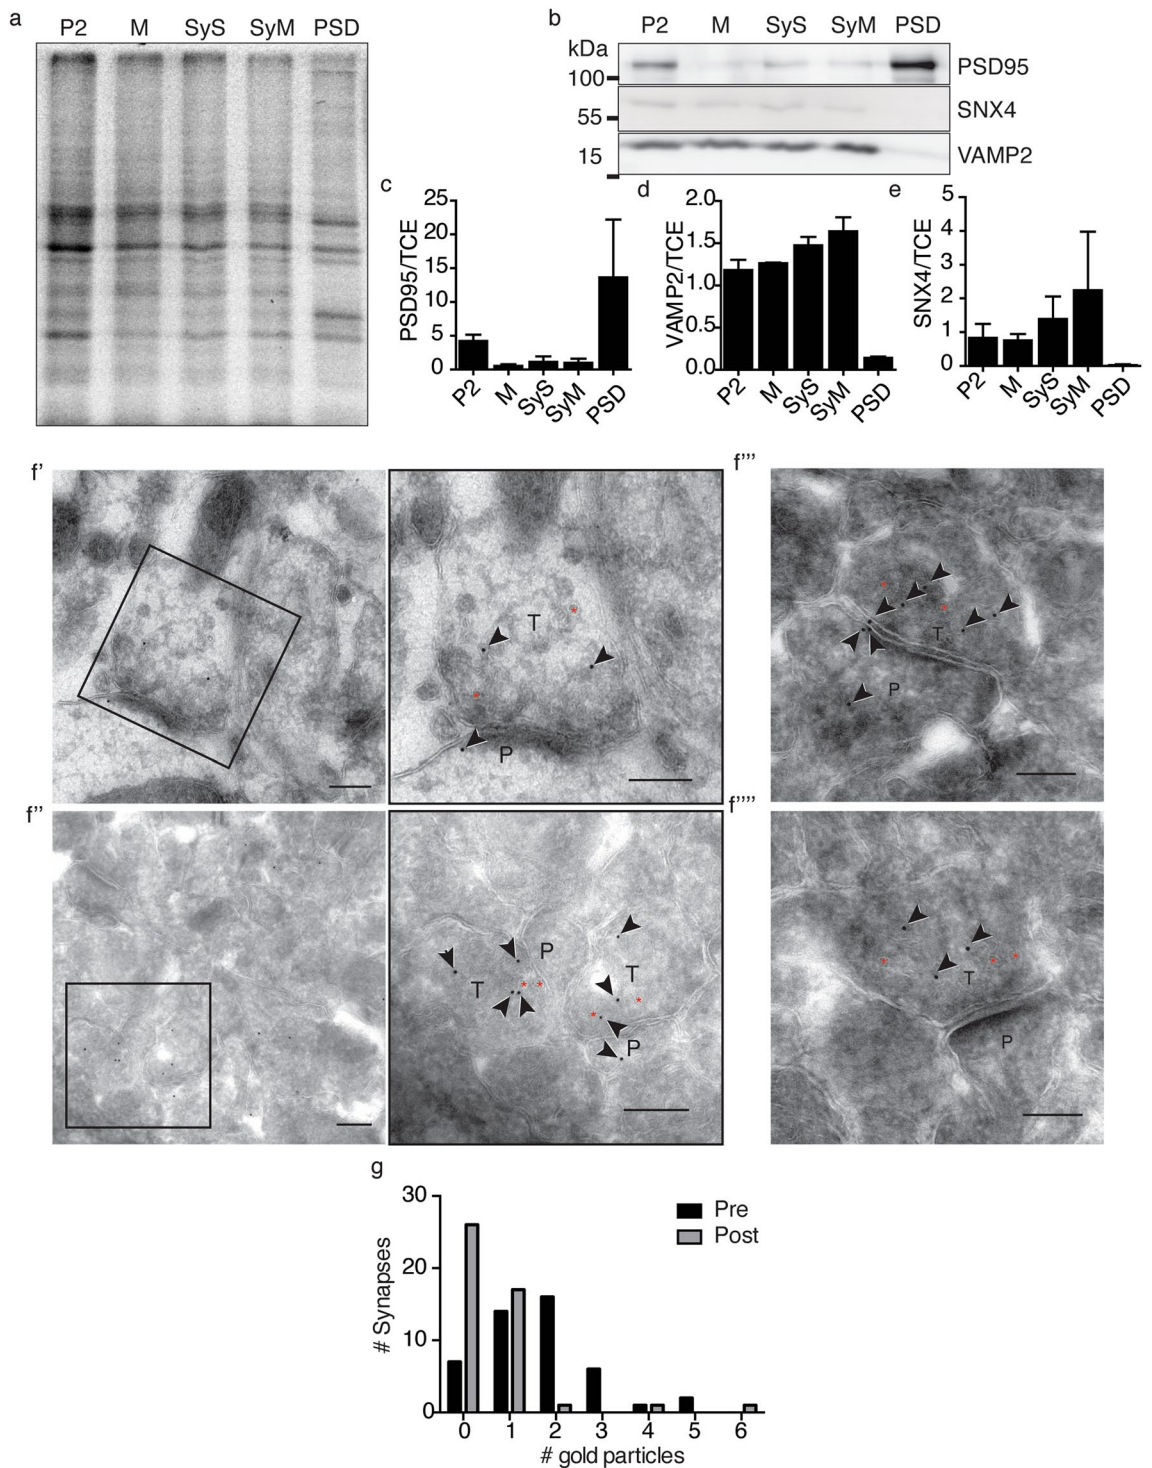 a
P2 M SyS SyM PSD
b
P2 M SyS SyM PSD
kDa
100
55
15
PSD95
SNX4
VAMP2
c
PSD95/TCE
25
20
15
10
5
0
P2 M SyS SyM PSD
d
VAMP2/TCE
2.0
1.5
1.0
0.5
0.0
P2 M SyS SyM PSD
e
SNX4/TCE
5
4
3
2
1
0
P2 M SyS SyM PSD
f'
T
*
*
P
f'''
*
*
T
P
f''
P
T
* *
T
*
*
P
f''''
* * *
T
P
g
# Synapses
30
20
10
0
Pre
Post
0 1 2 3 4 5 6
# gold particles